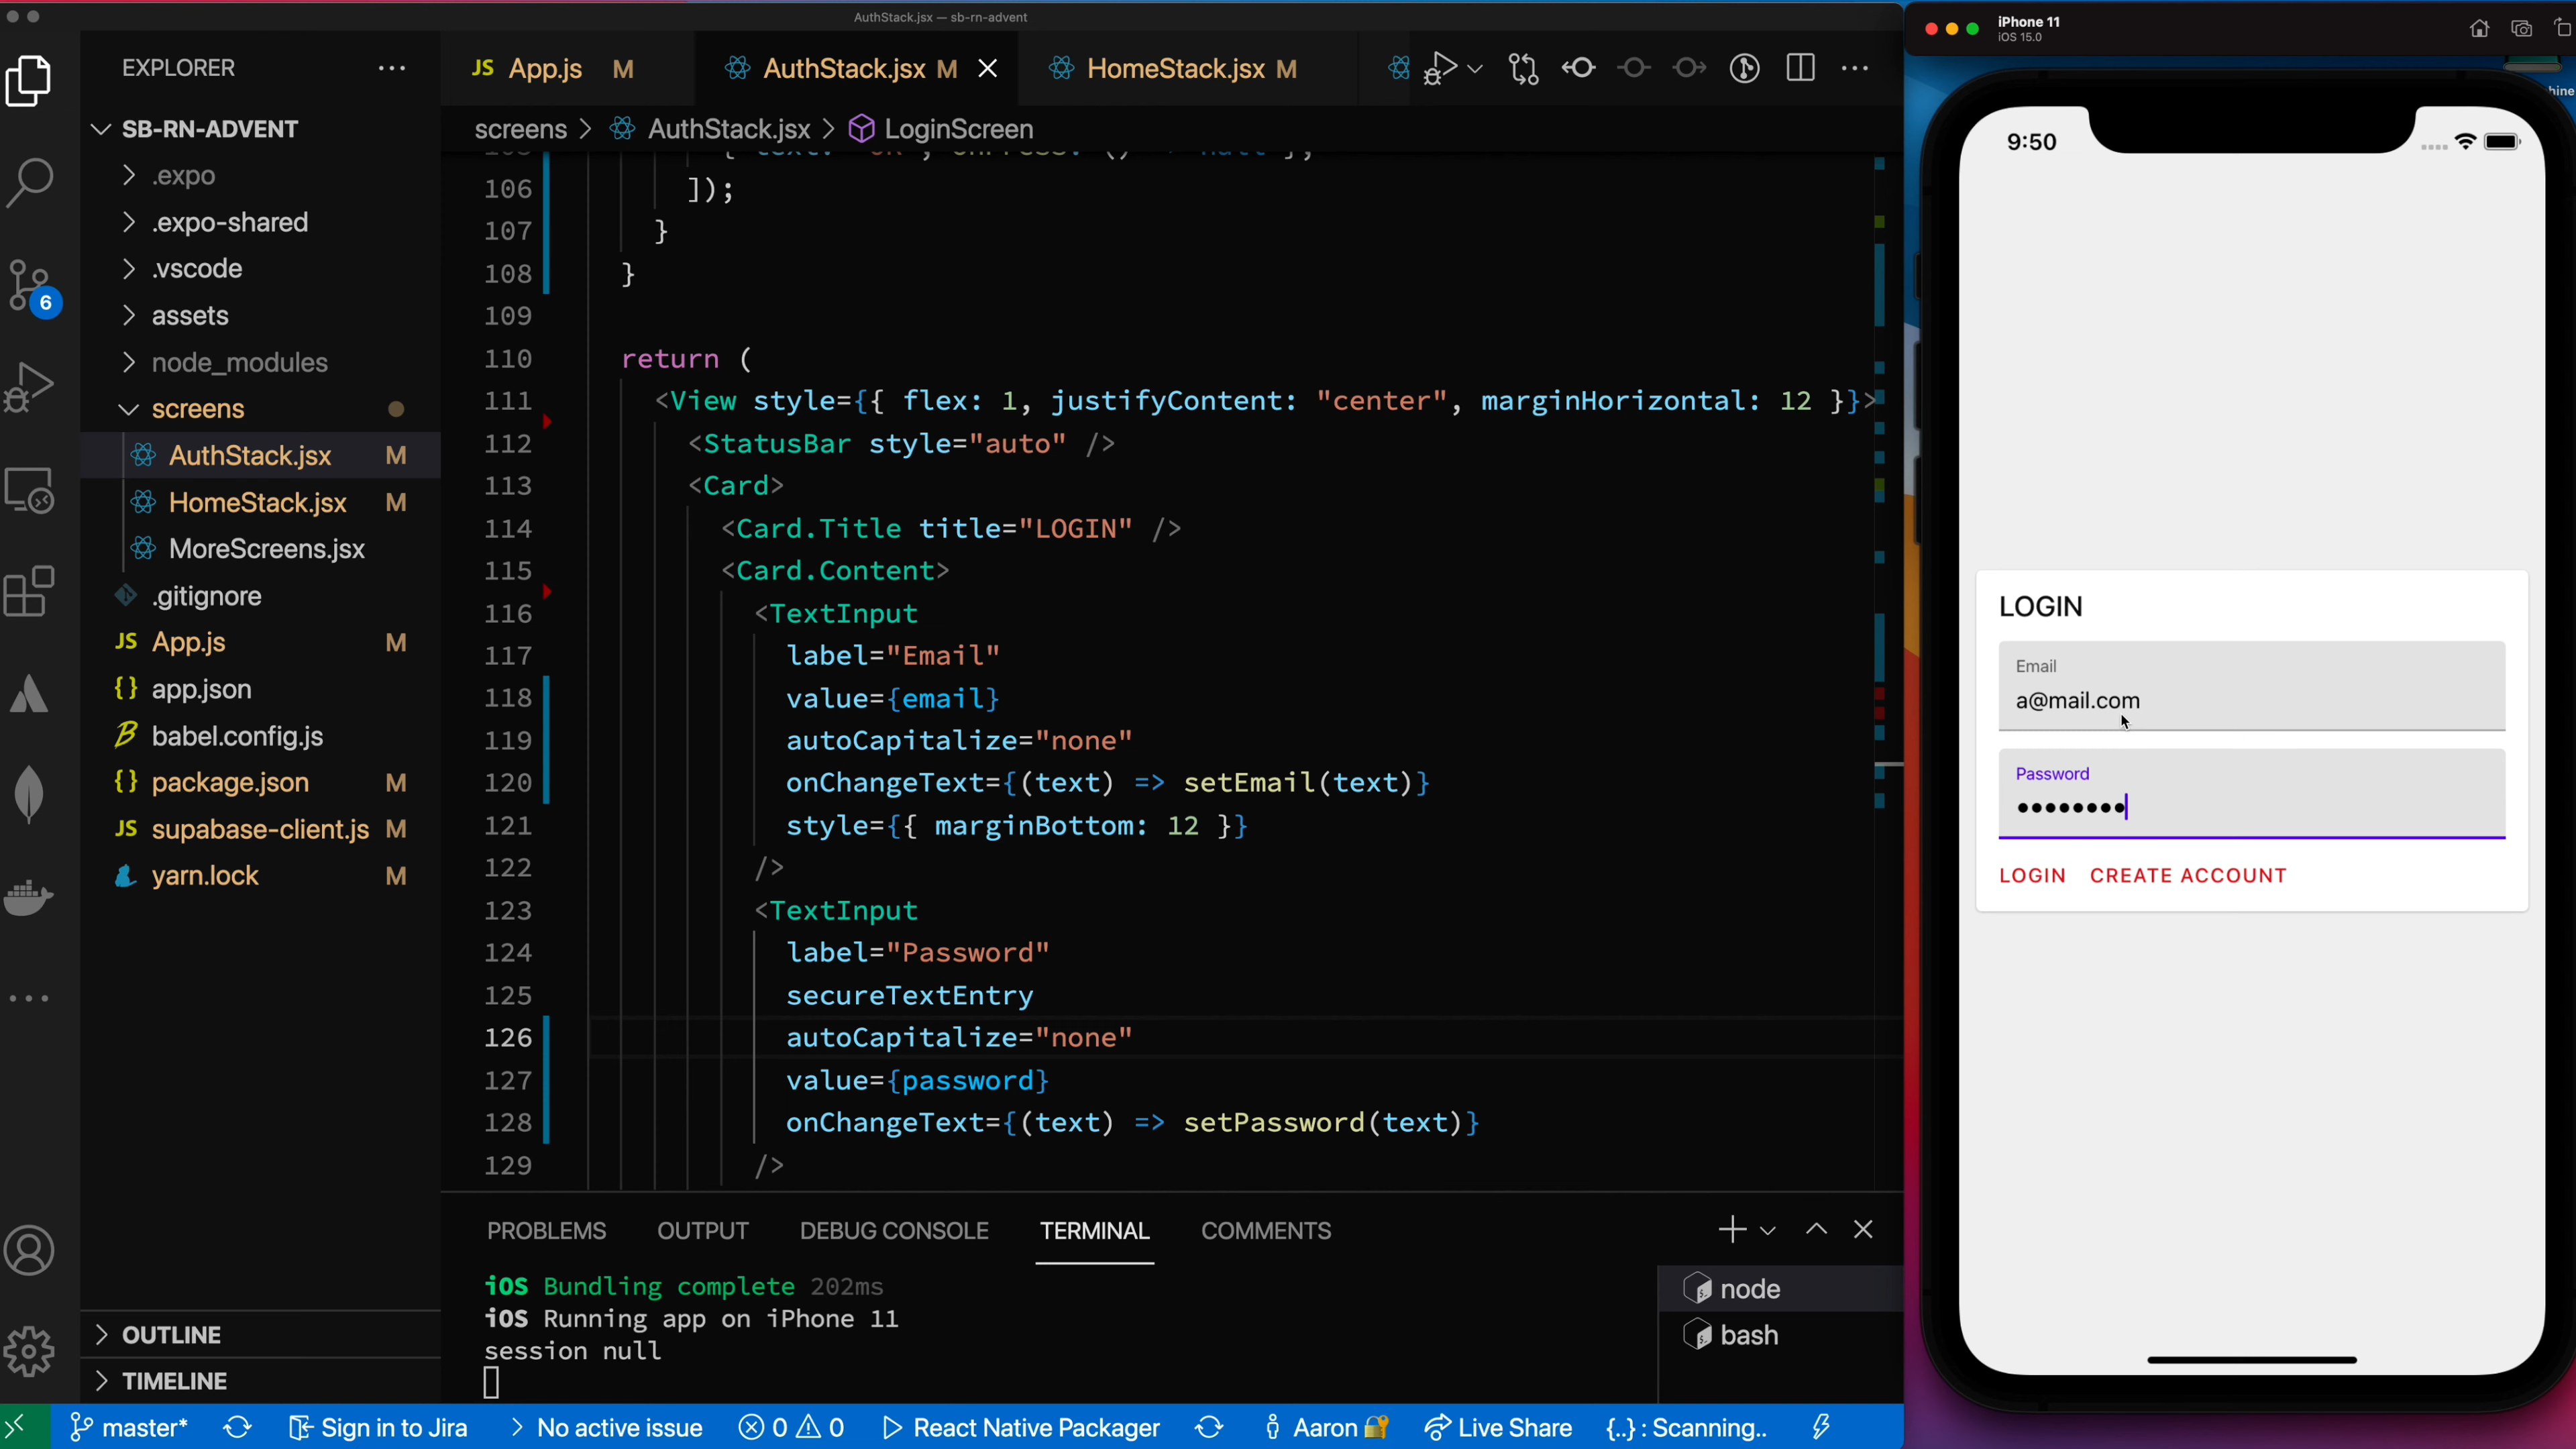 AuthStack.jsx — sb-rn-advent
EXPLORER
SB-RN-ADVENT
.expo
.expo-shared
.vscode
assets
node_modules
screens
AuthStack.jsx M
HomeStack.jsx M
MoreScreens.jsx
.gitignore
JS App.js M
{} app.json
babel.config.js
{} package.json M
JS supabase-client.js M
yarn.lock M
OUTLINE
TIMELINE
6
JS App.js M
AuthStack.jsx M
HomeStack.jsx M
screens > AuthStack.jsx > LoginScreen
106 ]);
107 }
108 }
109
110 return (
111 <View style={{ flex: 1, justifyContent: "center", marginHorizontal: 12 }}>
112 <StatusBar style="auto" />
113 <Card>
114 <Card.Title title="LOGIN" />
115 <Card.Content>
116 <TextInput
117 label="Email"
118 value={email}
119 autoCapitalize="none"
120 onChangeText={(text) => setEmail(text)}
121 style={{ marginBottom: 12 }}
122 />
123 <TextInput
124 label="Password"
125 secureTextEntry
126 autoCapitalize="none"
127 value={password}
128 onChangeText={(text) => setPassword(text)}
129 />
PROBLEMS OUTPUT DEBUG CONSOLE TERMINAL COMMENTS
iOS Bundling complete 202ms
iOS Running app on iPhone 11
session null
node
bash
master* Sign in to Jira No active issue 0 0 React Native Packager Aaron Live Share {..} : Scanning..
iPhone 11
iOS 15.0
hine
9:50
LOGIN
Email
a@mail.com
Password
••••••••
LOGIN CREATE ACCOUNT